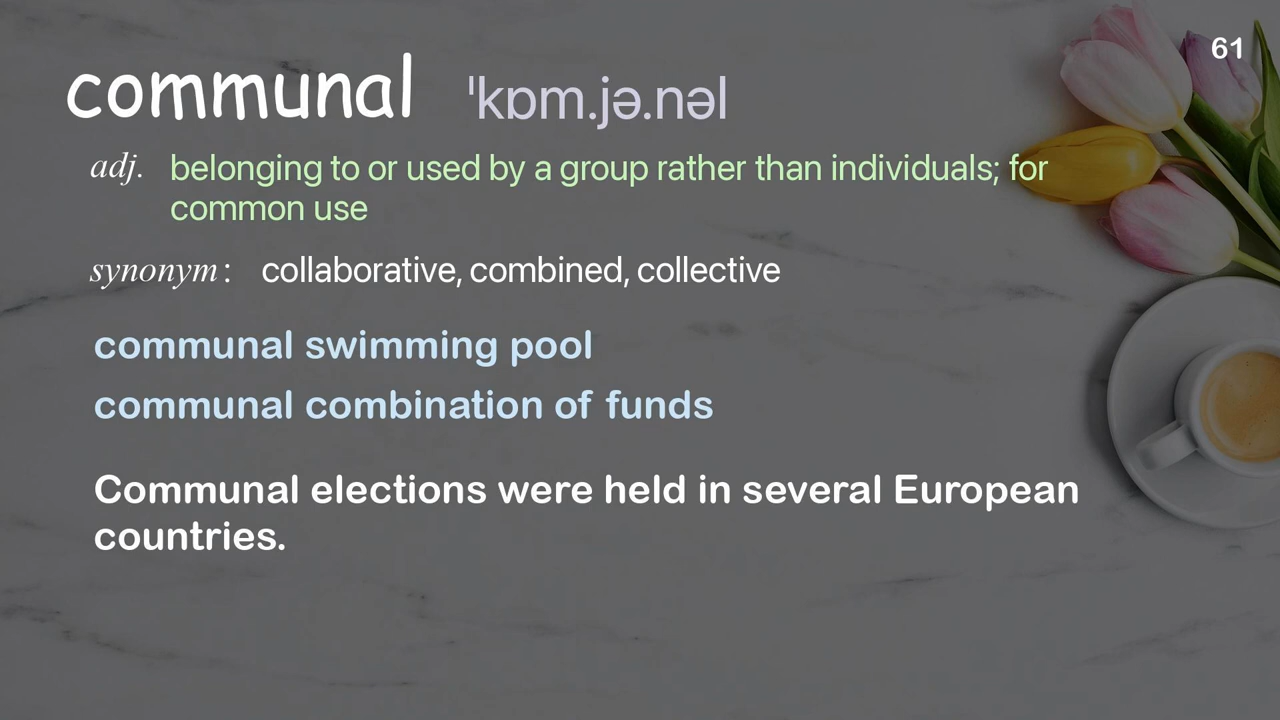 61
communal ˈkɒm.jə.nəl
adj. belonging to or used by a group rather than individuals; for
common use
synonym: collaborative, combined, collective
communal swimming pool
communal combination of funds
Communal elections were held in several European
countries.